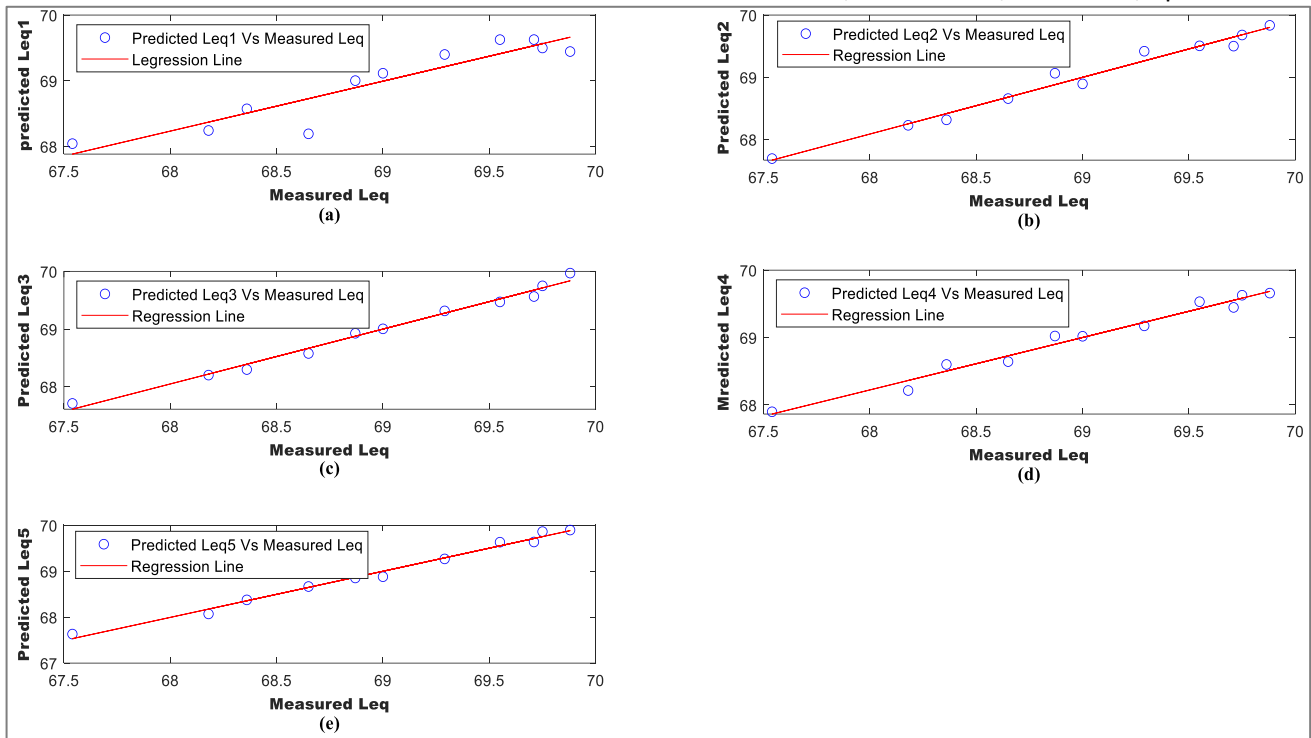 predicted Leq1
Predicted Leq1 Vs Measured Leq
Legression Line
70
69
68
67.5 68 68.5 69 69.5 70
Measured Leq
(a)
Predicted Leq2
Predicted Leq2 Vs Measured Leq
Regression Line
70
69
68
67.5 68 68.5 69 69.5 70
Measured Leq
(b)
Predicted Leq3
Predicted Leq3 Vs Measured Leq
Regression Line
70
69
68
67.5 68 68.5 69 69.5 70
Measured Leq
(c)
Mredicted Leq4
Predicted Leq4 Vs Measured Leq
Regression Line
70
69
68
67.5 68 68.5 69 69.5 70
Measured Leq
(d)
Predicted Leq5
Predicted Leq5 Vs Measured Leq
Regression Line
70
69
68
67
67.5 68 68.5 69 69.5 70
Measured Leq
(e)